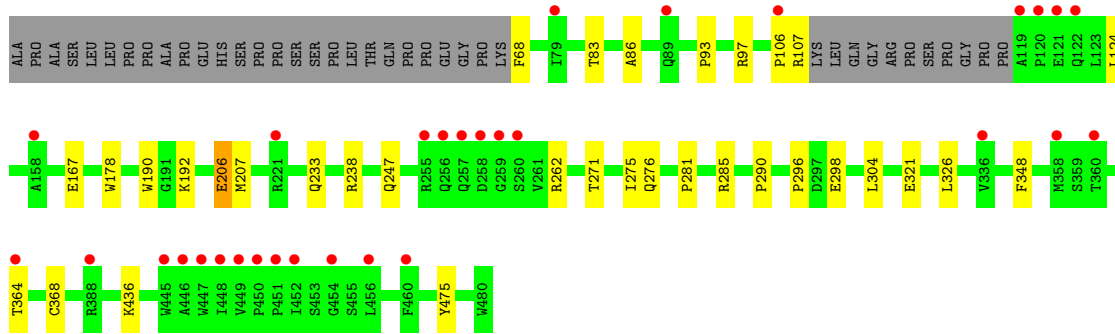 ALA PRO ALA SER LEU LEU PRO PRO ALA PRO GLU HIS SER PRO PRO SER SER PRO LEU THR GLN PRO PRO GLU GLY PRO LYS F68 I79 T83 A86 Q89 P93 R97 P106 R107 LYS LEU GLN GLY ARG PRO SER PRO GLY PRO PRO A119 P120 E121 Q122 L123 L124
A158 E167 W178 W190 G191 K192 E206 M207 R221 Q233 R238 Q247 R255 Q256 Q257 D258 G259 S260 V261 R262 T271 I275 Q276 P281 R285 P290 P296 D297 E298 L304 E321 L326 V336 F348 M358 S359 T360
T364 C368 R388 K436 W445 A446 W447 I448 V449 P450 P451 I452 S453 G454 S455 L456 F460 Y475 W480